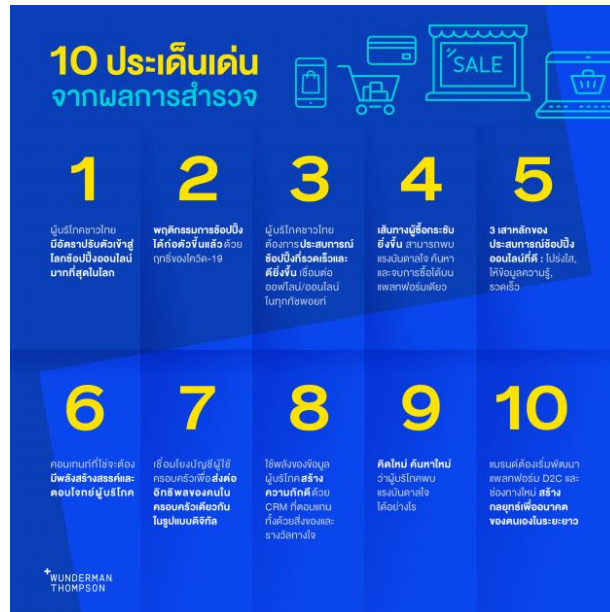 10 ประเด็นเด่น
จากผลการสำรวจ
SALE
1
ผู้บริโภคชาวไทย
มีอัตราปรับตัวเข้าสู่
โลกช้อปปิ้งออนไลน์
มากที่สุดในโลก
2
พฤติกรรมการช้อปปิ้ง
ได้ก่อตัวขึ้นแล้ว ด้วย
ฤทธิ์ของโควิด-19
3
ผู้บริโภคชาวไทย
ต้องการประสบการณ์
ช้อปปิ้งที่รวดเร็วและ
ดียิ่งขึ้น เชื่อมต่อ
ออฟไลน์/ออนไลน์
ในทุกทัชพอยท์
4
เส้นทางผู้ซื้อกระชับ
ยิ่งขึ้น สามารถพบ
แรงบันดาลใจ ค้นหา
และจบการซื้อได้บน
แพลทฟอร์มเดียว
5
3 เสาหลักของ
ประสบการณ์ช้อปปิ้ง
ออนไลน์ที่ดี : โปร่งใส,
ให้ข้อมูลความรู้,
รวดเร็ว
6
คอนเทนท์ที่ใช่จะต้อง
มีพลังสร้างสรรค์และ
ตอบโจทย์ผู้บริโภค
7
เชื่อมโยงบัญชีผู้ใช้
ครอบครัวเพื่อส่งต่อ
อิทธิพลของคนใน
ครอบครัวเดียวกัน
ในรูปแบบดิจิทัล
8
ใช้พลังของข้อมูล
ผู้บริโภค สร้าง
ความภักดี ด้วย
CRM ที่ตอบแทน
ทั้งด้วยสิ่งของและ
รางวัลทางใจ
9
คิดใหม่ ค้นหาใหม่
ว่าผู้บริโภคพบ
แรงบันดาลใจ
ได้อย่างไร
10
แบรนด์ต้องเริ่มพัฒนา
แพลทฟอร์ม D2C และ
ช่องทางใหม่ สร้าง
กลยุทธ์เพื่ออนาคต
ของตนเองในระยะยาว
WUNDERMAN
THOMPSON